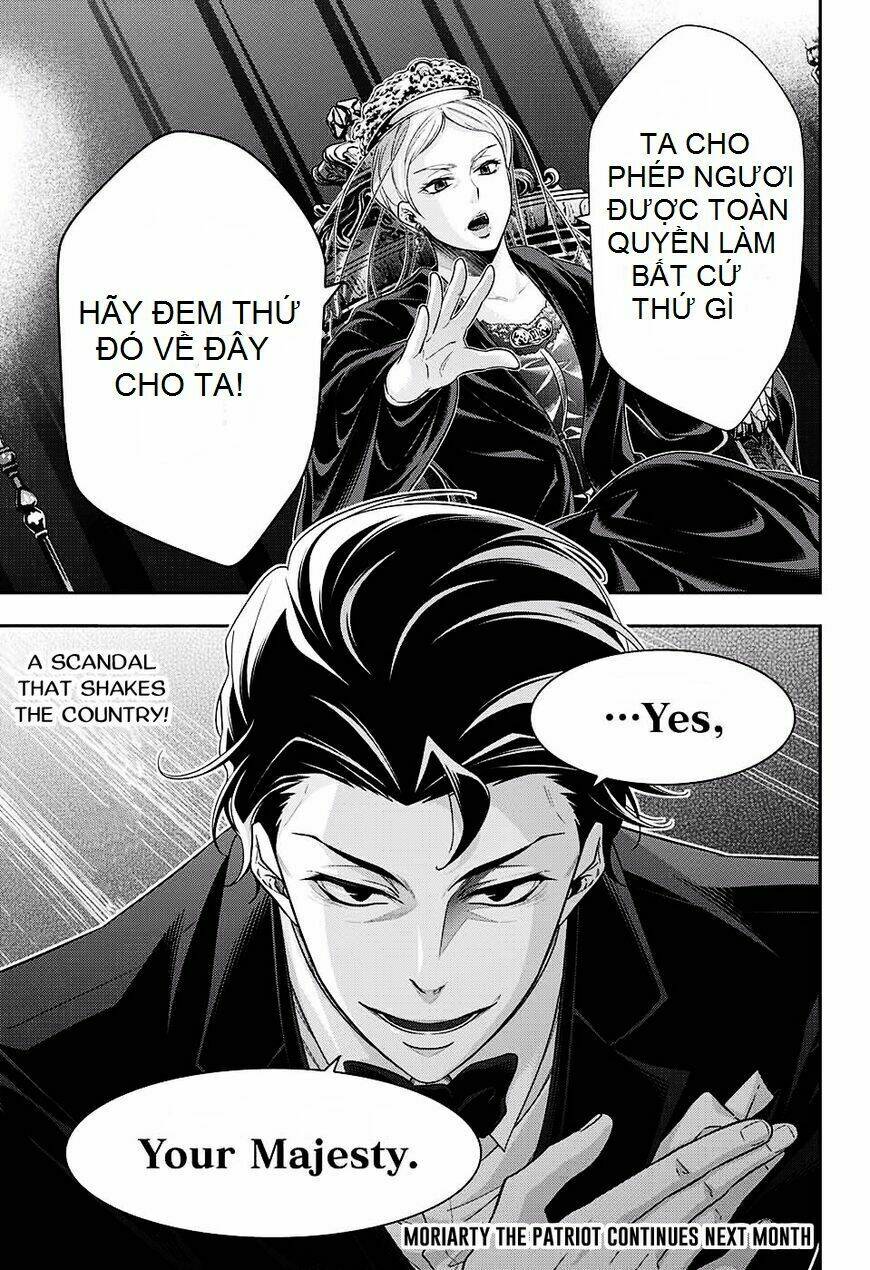 TA CHO
PHÉP NGƯƠI
ĐƯỢC TOÀN
QUYỀN LÀM
BẤT CỨ
THỨ GÌ
HÃY ĐEM THỨ
ĐÓ VỀ ĐÂY
CHO TA!
A SCANDAL
THAT SHAKES
THE COUNTRY!
…Yes,
Your Majesty.
MORIARTY THE PATRIOT CONTINUES NEXT MONTH